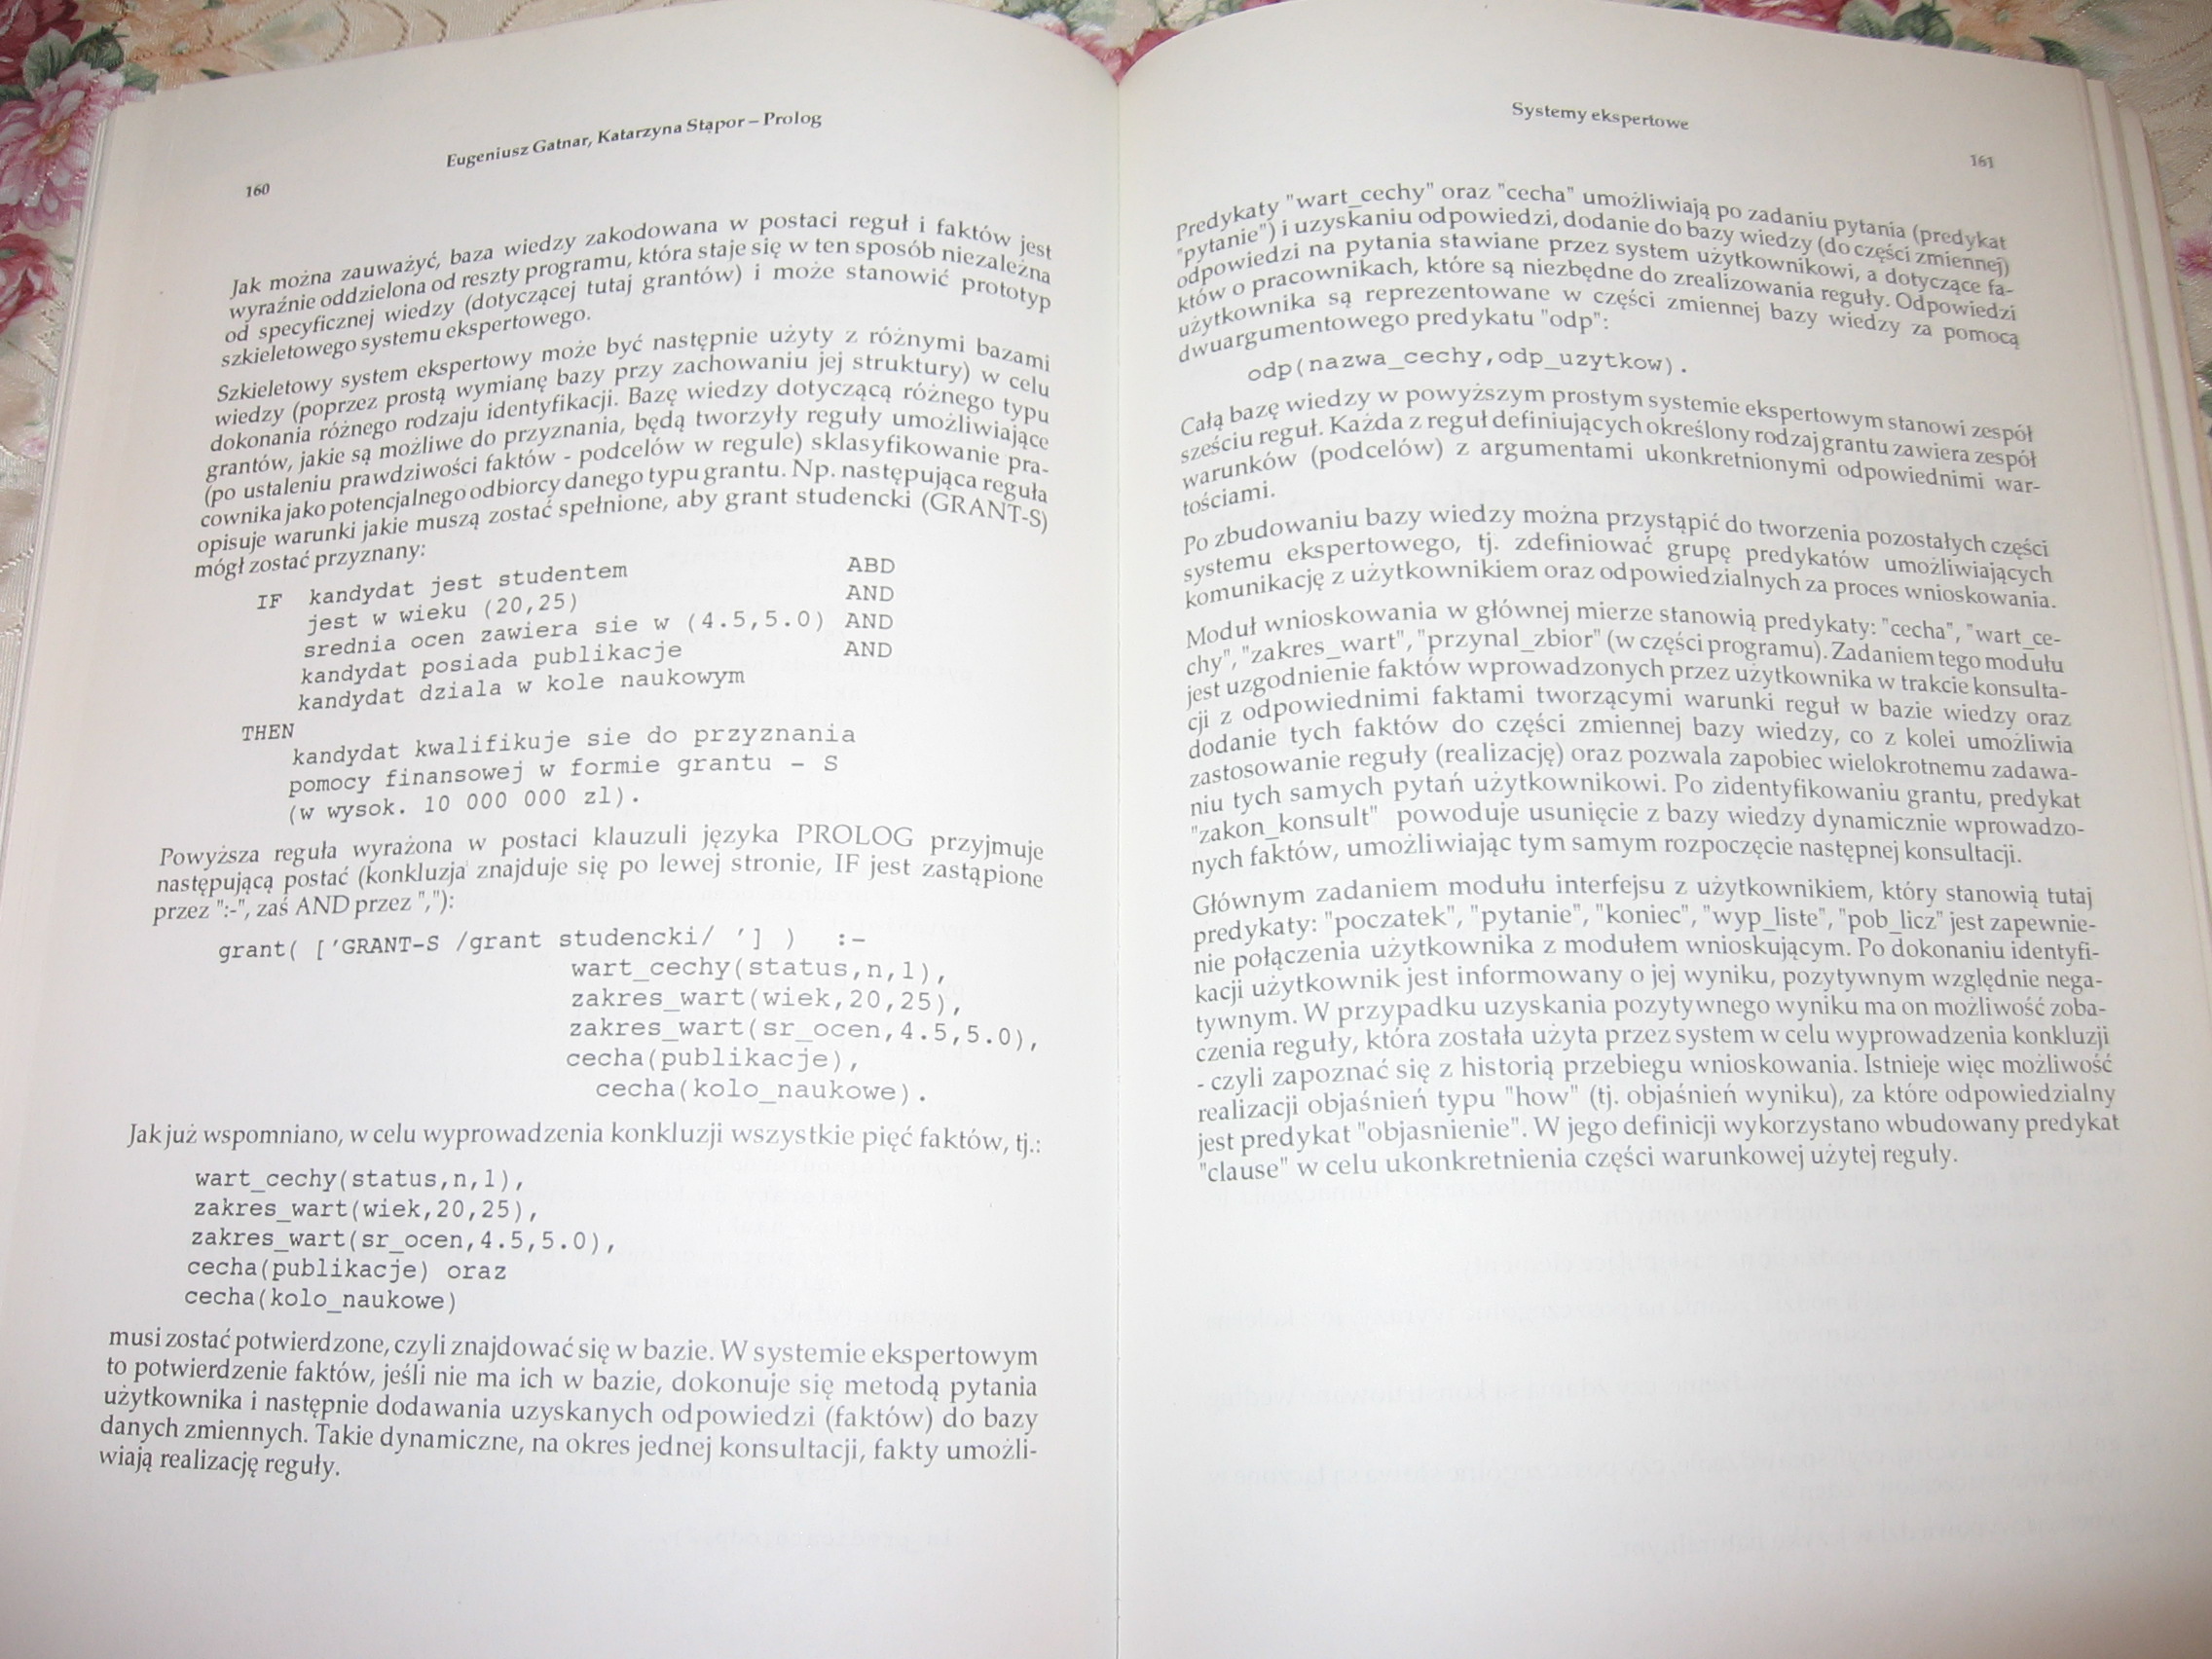 160
Eugeniusz Gatnar, Katarzyna Stąpor – Prolog
Jak można zauważyć, baza wiedzy zakodowana w postaci reguł i faktów jest
wyraźnie oddzielona od reszty programu, która staje się w ten sposób niezależna
od specyficznej wiedzy (dotyczącej tutaj grantów) i może stanowić prototyp
szkieletowego systemu ekspertowego.
Szkieletowy system ekspertowy może być następnie użyty z różnymi bazami
wiedzy (poprzez prostą wymianę bazy przy zachowaniu jej struktury) w celu
dokonania różnego rodzaju identyfikacji. Bazę wiedzy dotyczącą różnego typu
grantów, jakie są możliwe do przyznania, będą tworzyły reguły umożliwiające
(po ustaleniu prawdziwości faktów - podcelów w regule) sklasyfikowanie pra-
cownika jako potencjalnego odbiorcy danego typu grantu. Np. następująca reguła
opisuje warunki jakie muszą zostać spełnione, aby grant studencki (GRANT-S)
mógł zostać przyznany:
IF kandydat jest studentem ABD
jest w wieku (20,25) AND
srednia ocen zawiera sie w (4.5,5.0) AND
kandydat posiada publikacje AND
kandydat dziala w kole naukowym
THEN
kandydat kwalifikuje sie do przyznania
pomocy finansowej w formie grantu - S
(w wysok. 10 000 000 zl).
Powyższa reguła wyrażona w postaci klauzuli języka PROLOG przyjmuje
następującą postać (konkluzja znajduje się po lewej stronie, IF jest zastąpione
przez ":-", zaś AND przez ","):
grant( ['GRANT-S /grant studencki/ '] ) :-
wart_cechy(status,n,1),
zakres_wart(wiek,20,25),
zakres_wart(sr_ocen,4.5,5.0),
cecha(publikacje),
cecha(kolo_naukowe).
Jak już wspomniano, w celu wyprowadzenia konkluzji wszystkie pięć faktów, tj.:
wart_cechy(status,n,1),
zakres_wart(wiek,20,25),
zakres_wart(sr_ocen,4.5,5.0),
cecha(publikacje) oraz
cecha(kolo_naukowe)
musi zostać potwierdzone, czyli znajdować się w bazie. W systemie ekspertowym
to potwierdzenie faktów, jeśli nie ma ich w bazie, dokonuje się metodą pytania
użytkownika i następnie dodawania uzyskanych odpowiedzi (faktów) do bazy
danych zmiennych. Takie dynamiczne, na okres jednej konsultacji, fakty umożli-
wiają realizację reguły.
Systemy ekspertowe
161
Predykaty "wart_cechy" oraz "cecha" umożliwiają po zadaniu pytania (predykat
"pytanie") i uzyskaniu odpowiedzi, dodanie do bazy wiedzy (do części zmiennej)
odpowiedzi na pytania stawiane przez system użytkownikowi, a dotyczące fa-
któw o pracownikach, które są niezbędne do zrealizowania reguły. Odpowiedzi
użytkownika są reprezentowane w części zmiennej bazy wiedzy za pomocą
dwuargumentowego predykatu "odp":
odp(nazwa_cechy,odp_uzytkow).
Całą bazę wiedzy w powyższym prostym systemie ekspertowym stanowi zespół
sześciu reguł. Każda z reguł definiujących określony rodzaj grantu zawiera zespół
warunków (podcelów) z argumentami ukonkretnionymi odpowiednimi war-
tościami.
Po zbudowaniu bazy wiedzy można przystąpić do tworzenia pozostałych części
systemu ekspertowego, tj. zdefiniować grupę predykatów umożliwiających
komunikację z użytkownikiem oraz odpowiedzialnych za proces wnioskowania.
Moduł wnioskowania w głównej mierze stanowią predykaty: "cecha", "wart_ce-
chy", "zakres_wart", "przynal_zbior" (w części programu). Zadaniem tego modułu
jest uzgodnienie faktów wprowadzonych przez użytkownika w trakcie konsulta-
cji z odpowiednimi faktami tworzącymi warunki reguł w bazie wiedzy oraz
dodanie tych faktów do części zmiennej bazy wiedzy, co z kolei umożliwia
zastosowanie reguły (realizację) oraz pozwala zapobiec wielokrotnemu zadawa-
niu tych samych pytań użytkownikowi. Po zidentyfikowaniu grantu, predykat
"zakon_konsult" powoduje usunięcie z bazy wiedzy dynamicznie wprowadzo-
nych faktów, umożliwiając tym samym rozpoczęcie następnej konsultacji.
Głównym zadaniem modułu interfejsu z użytkownikiem, który stanowią tutaj
predykaty: "poczatek", "pytanie", "koniec", "wyp_liste", "pob_licz" jest zapewnie-
nie połączenia użytkownika z modułem wnioskującym. Po dokonaniu identyfi-
kacji użytkownik jest informowany o jej wyniku, pozytywnym względnie nega-
tywnym. W przypadku uzyskania pozytywnego wyniku ma on możliwość zoba-
czenia reguły, która została użyta przez system w celu wyprowadzenia konkluzji
- czyli zapoznać się z historią przebiegu wnioskowania. Istnieje więc możliwość
realizacji objaśnień typu "how" (tj. objaśnień wyniku), za które odpowiedzialny
jest predykat "objasnienie". W jego definicji wykorzystano wbudowany predykat
"clause" w celu ukonkretnienia części warunkowej użytej reguły.